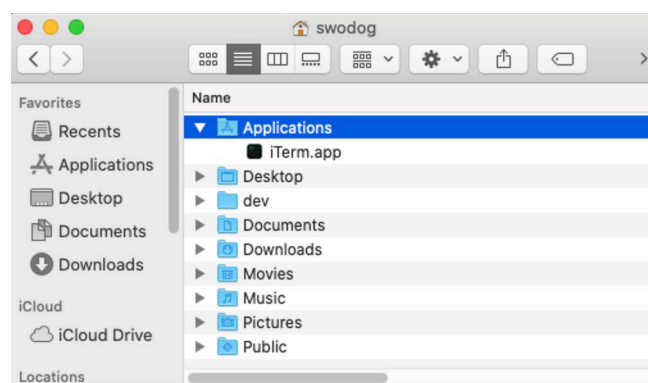 swodog
Favorites
Recents
Applications
Desktop
Documents
Downloads
iCloud
iCloud Drive
Locations
Name
Applications
iTerm.app
Desktop
dev
Documents
Downloads
Movies
Music
Pictures
Public